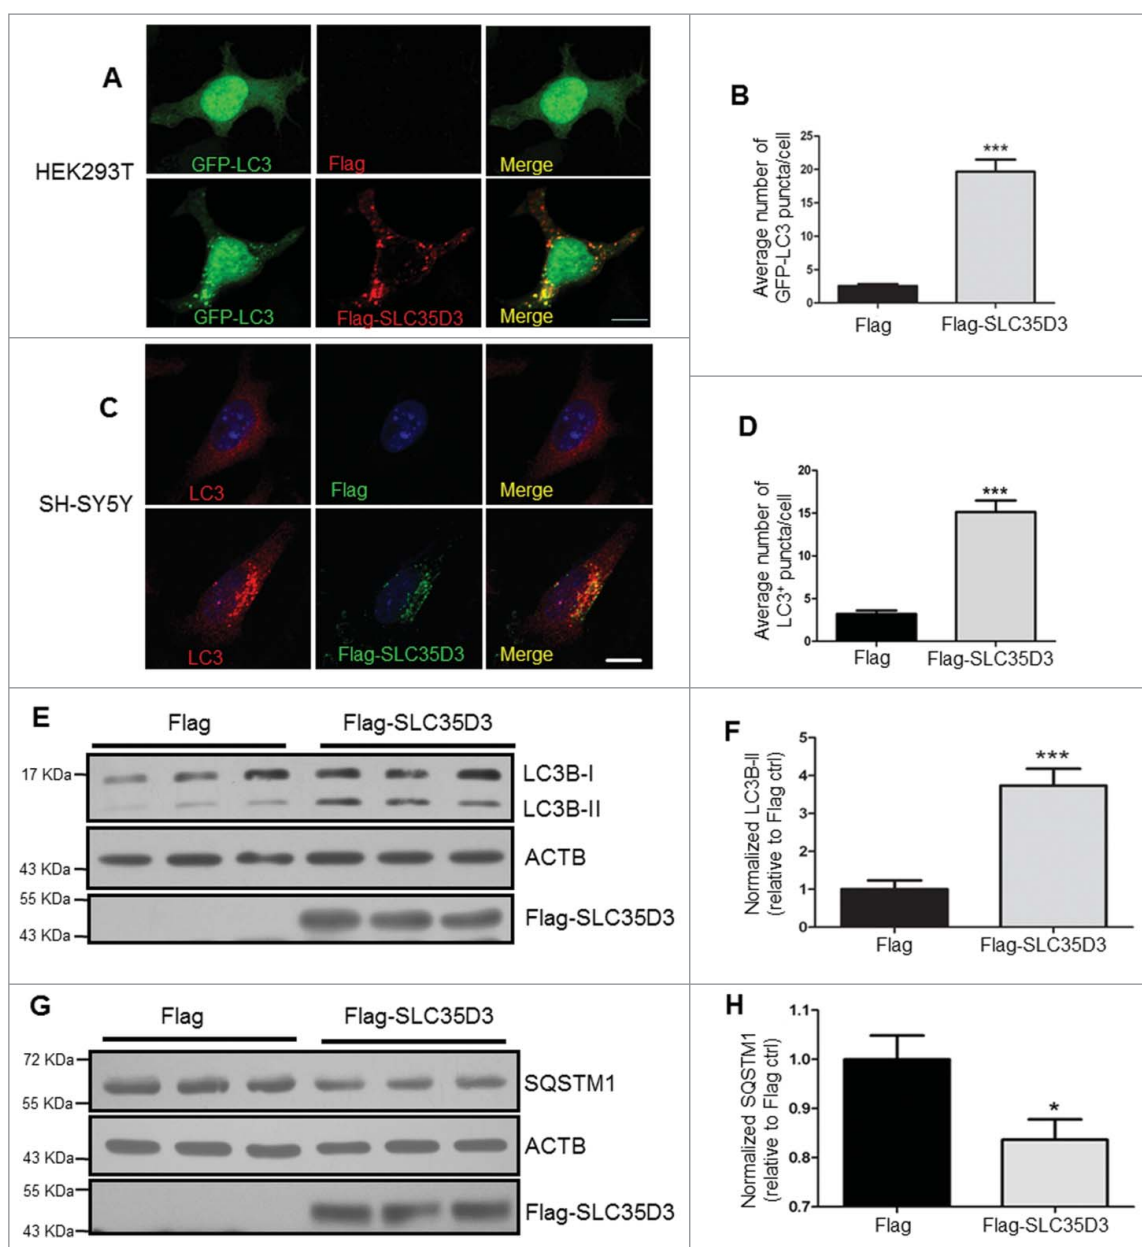 A
HEK293T
GFP-LC3
Flag
Merge
GFP-LC3
Flag-SLC35D3
Merge
B
Average number of
GFP-LC3 puncta/cell
25
20
15
10
5
0
***
Flag
Flag-SLC35D3
C
SH-SY5Y
LC3
Flag
Merge
LC3
Flag-SLC35D3
Merge
D
Average number of
LC3⁺ puncta/cell
20
15
10
5
0
***
Flag
Flag-SLC35D3
E
Flag
Flag-SLC35D3
17 KDa
LC3B-I
LC3B-II
ACTB
43 KDa
55 KDa
Flag-SLC35D3
43 KDa
F
Normalized LC3B-II
(relative to Flag ctrl)
5
4
3
2
1
0
***
Flag
Flag-SLC35D3
G
Flag
Flag-SLC35D3
72 KDa
SQSTM1
55 KDa
ACTB
43 KDa
55 KDa
Flag-SLC35D3
43 KDa
H
Normalized SQSTM1
(relative to Flag ctrl)
1.1
1.0
0.9
0.8
0.7
*
Flag
Flag-SLC35D3